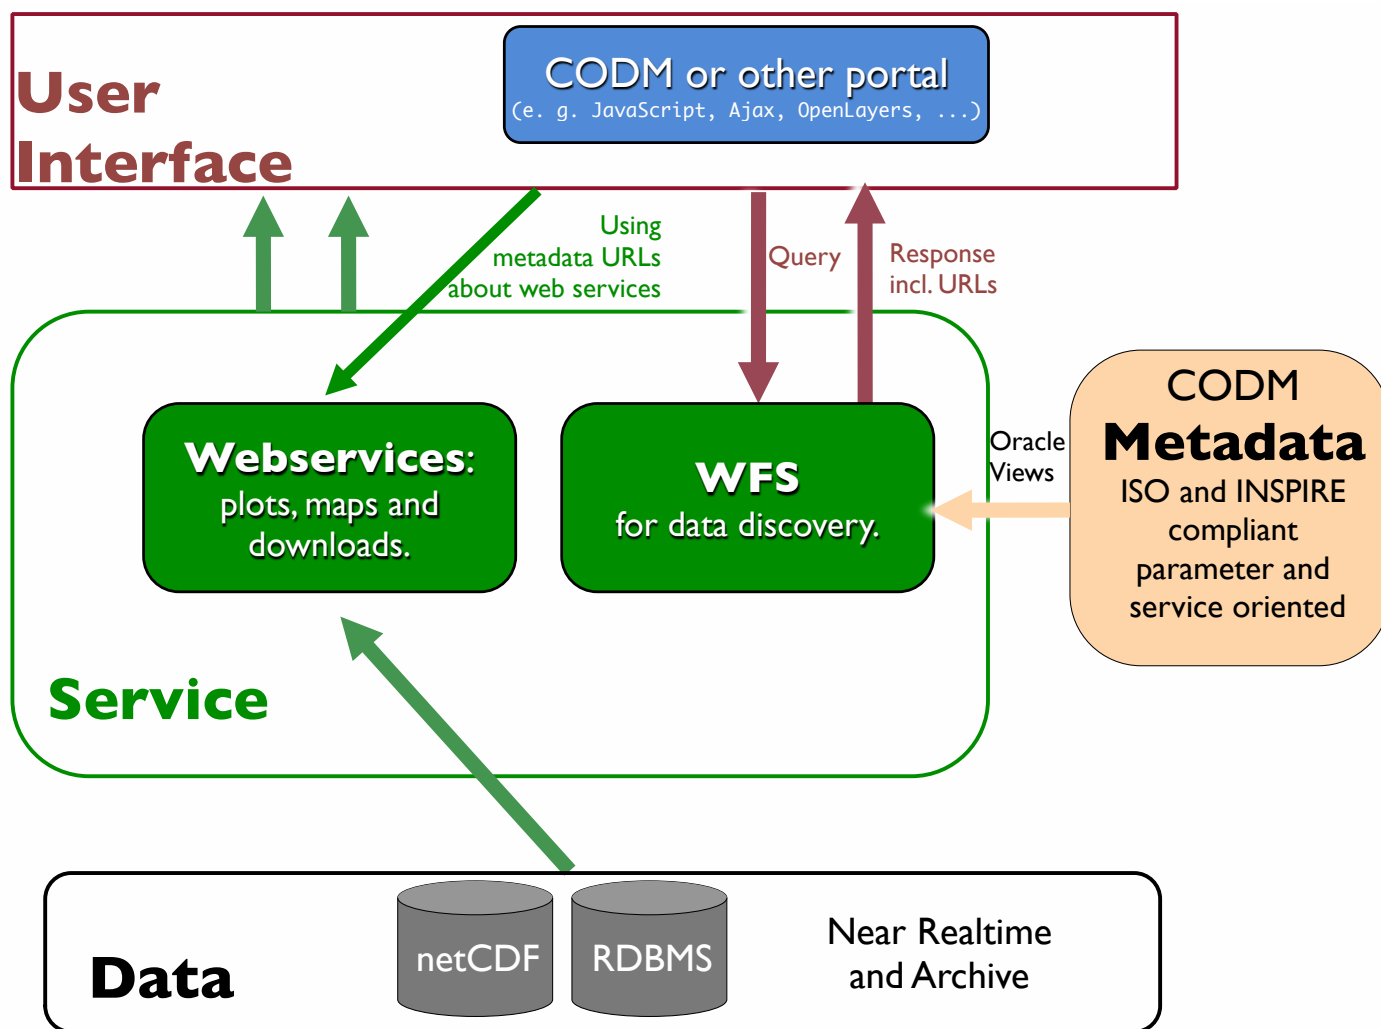 User
Interface
CODM or other portal
(e. g. JavaScript, Ajax, OpenLayers, ...)
Using
metadata URLs
about web services
Query
Response
incl. URLs
Webservices:
plots, maps and
downloads.
WFS
for data discovery.
Oracle
Views
CODM
Metadata
ISO and INSPIRE
compliant
parameter and
service oriented
Service
Data
netCDF
RDBMS
Near Realtime
and Archive